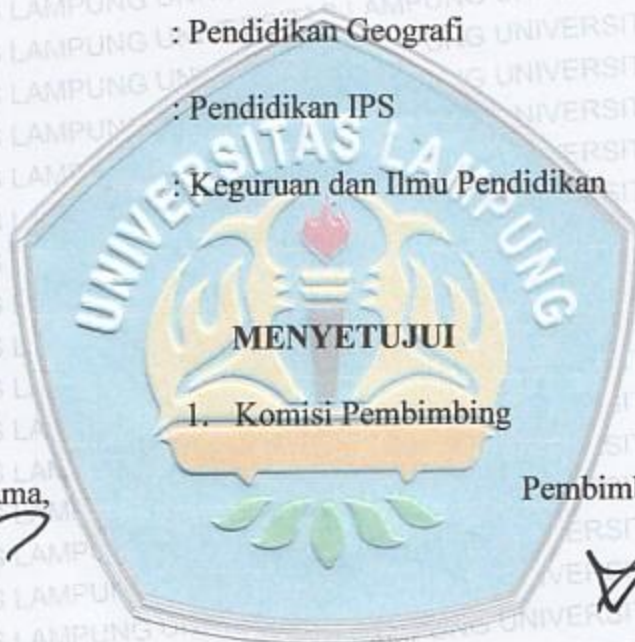 : Pendidikan Geografi
: Pendidikan IPS
: Keguruan dan Ilmu Pendidikan
UNIVERSITAS LAMPUNG
MENYETUJUI
1. Komisi Pembimbing